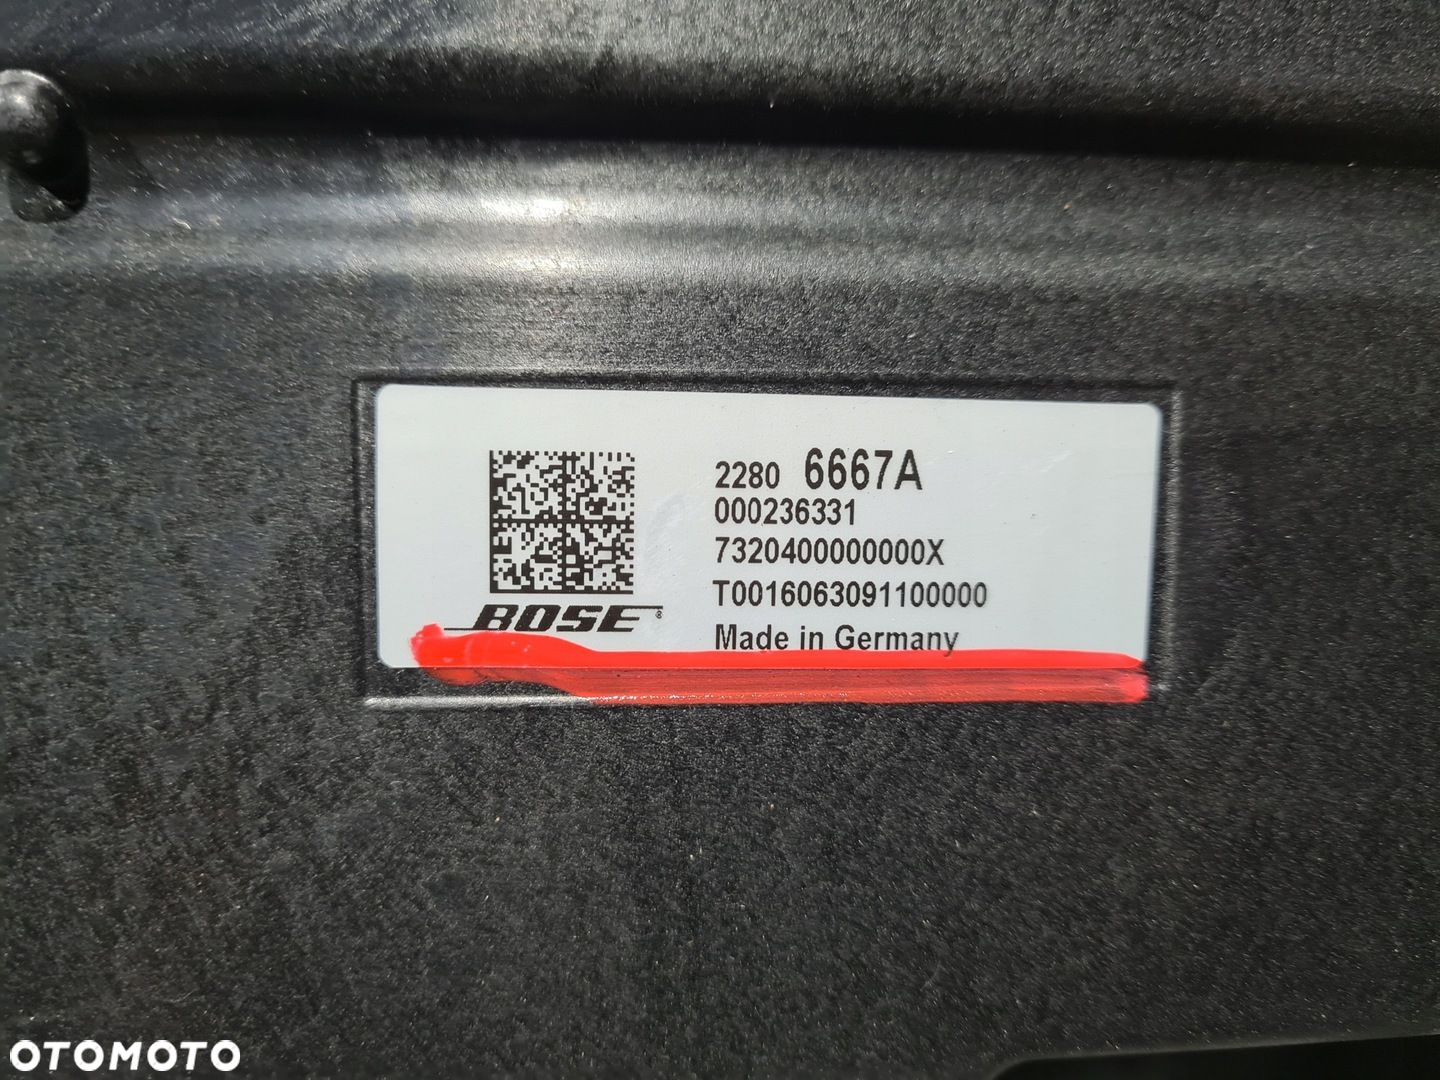 2280 6667A
000236331
7320400000000X
T0016063091100000
BOSE®
Made in Germany
OTOMOTO